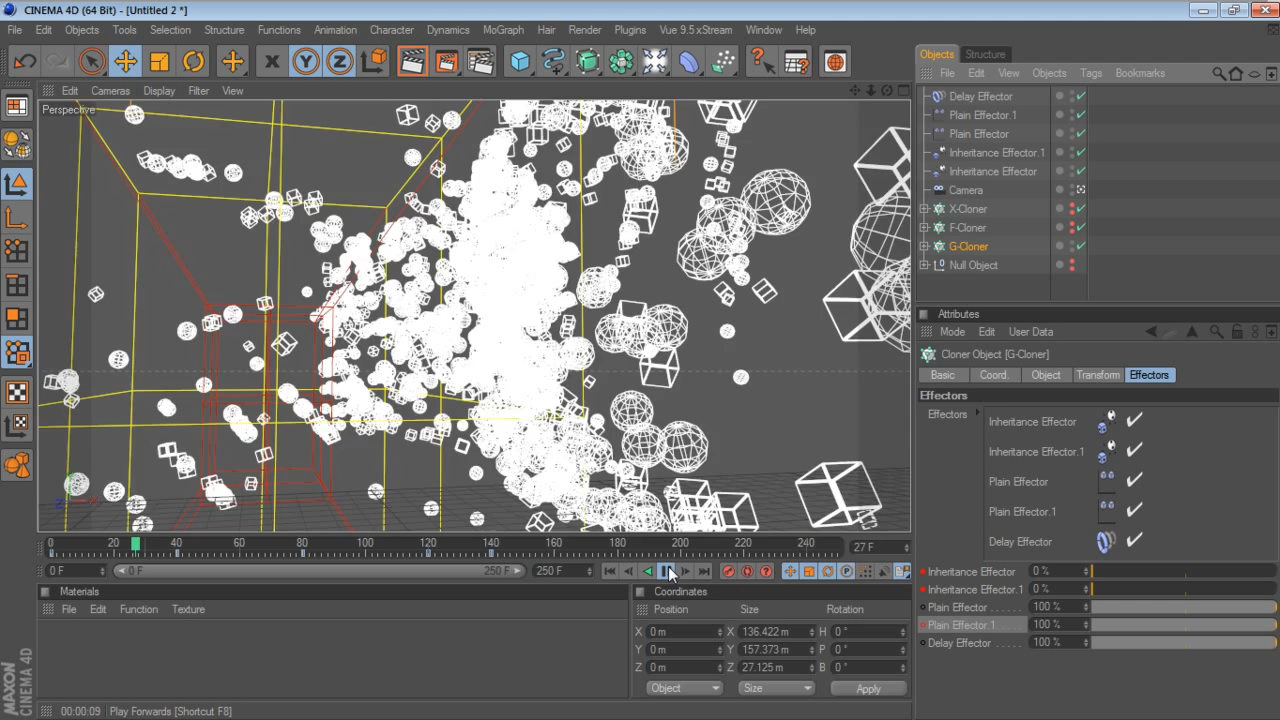 CINEMA 4D (64 Bit) - [Untitled 2 *]
File Edit Objects Tools Selection Structure Functions Animation Character Dynamics MoGraph Hair Render Plugins Vue 9.5 xStream Window Help
Objects Structure
File Edit View Objects Tags Bookmarks
Edit Cameras Display Filter View
Perspective
Delay Effector
Plain Effector.1
Plain Effector
Inheritance Effector.1
Inheritance Effector
Camera
X-Cloner
F-Cloner
G-Cloner
Null Object
Attributes
Mode Edit User Data
Cloner Object [G-Cloner]
Basic Coord. Object Transform Effectors
Effectors
Effectors
Inheritance Effector
Inheritance Effector.1
Plain Effector
Plain Effector.1
Delay Effector
Inheritance Effector 0 %
Inheritance Effector.1 0 %
Plain Effector . . . . . . 100 %
Plain Effector.1 . . . . . 100 %
Delay Effector . . . . . 100 %
0 20 40 60 80 100 120 140 160 180 200 220 240 27 F
0 F 0 F 250 F 250 F
Materials
File Edit Function Texture
Coordinates
Position Size Rotation
X 0 m X 136.422 m H 0 °
Y 0 m Y 157.373 m P 0 °
Z 0 m Z 27.125 m B 0 °
Object Size Apply
MAXON
CINEMA 4D
00:00:09 Play Forwards [Shortcut F8]